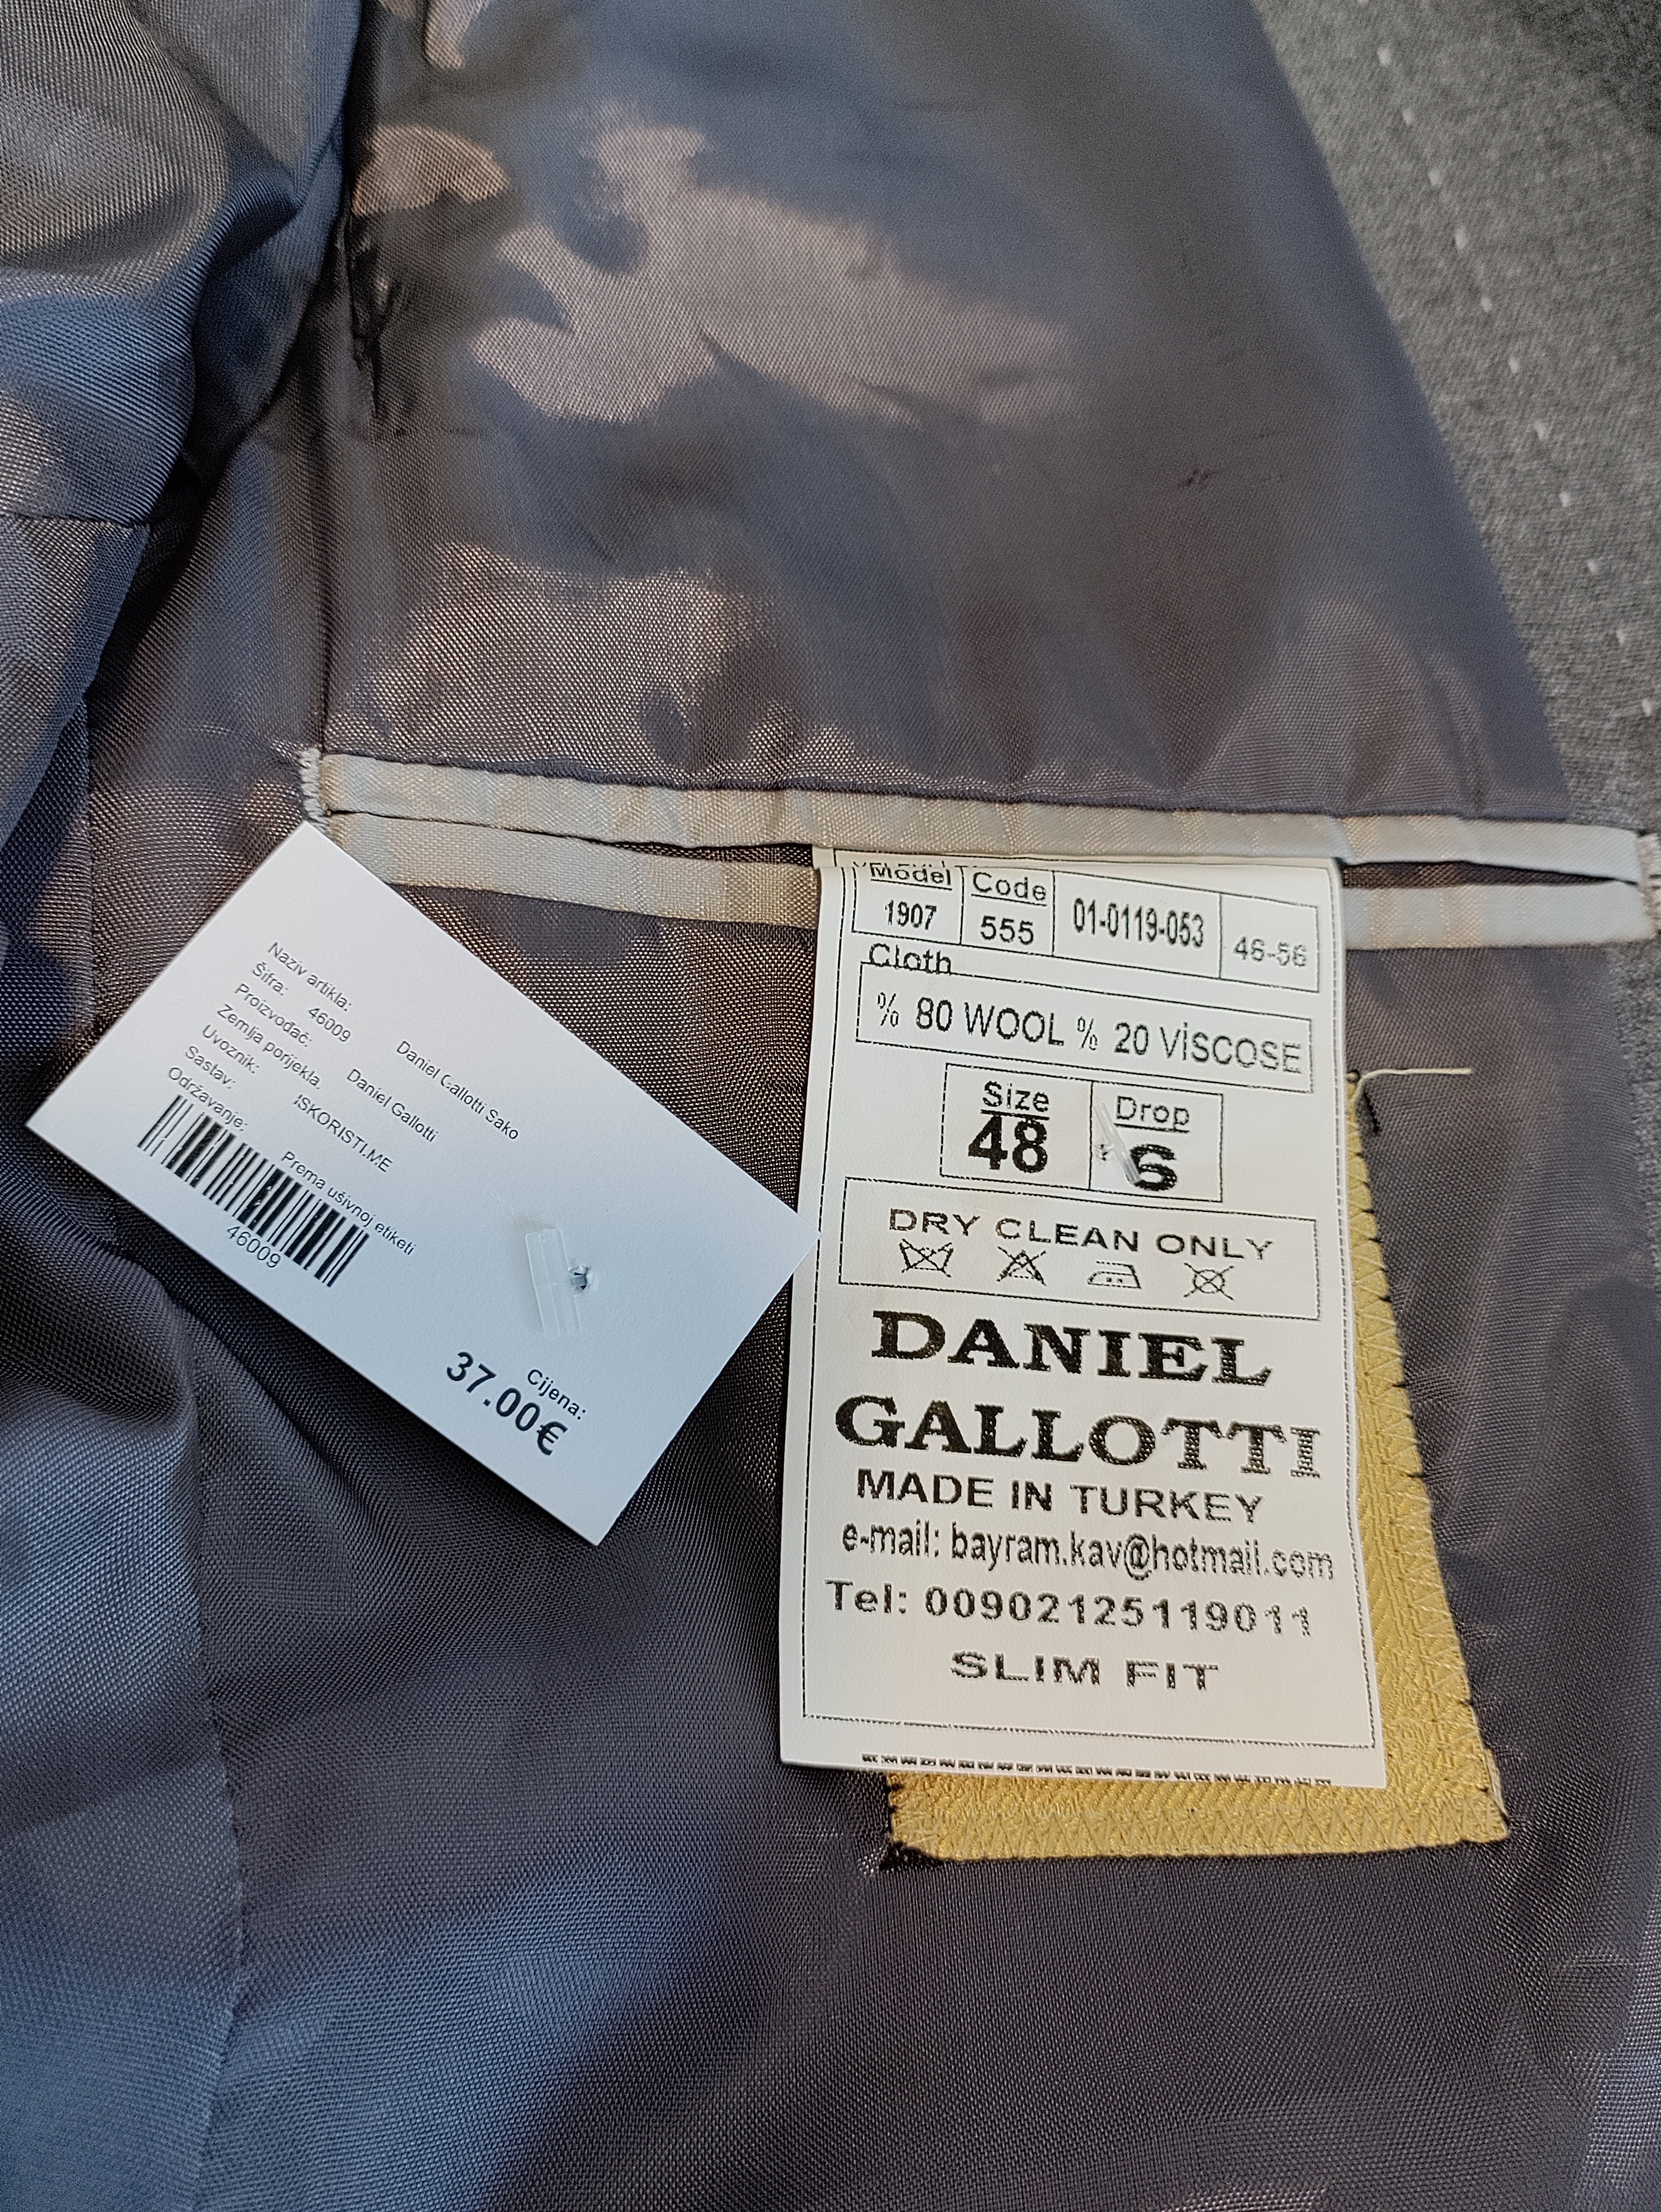 Naziv artikla: Daniel Gallotti Sako
Šifra: 46009
Proizvođač: Daniel Gallotti
Zemlja porijekla:
Uvoznik: ISKORISTI.ME
Sastav:
Održavanje: Prema ušivnoj etiketi
46009
Cijena:
37.00€
Model Code 01-0119-053 46-56
1907 555
Cloth
% 80 WOOL % 20 VİSCOSE
Size Drop
48 6
DRY CLEAN ONLY
DANIEL
GALLOTTI
MADE IN TURKEY
e-mail: bayram.kav@hotmail.com
Tel: 00902125119011
SLIM FIT